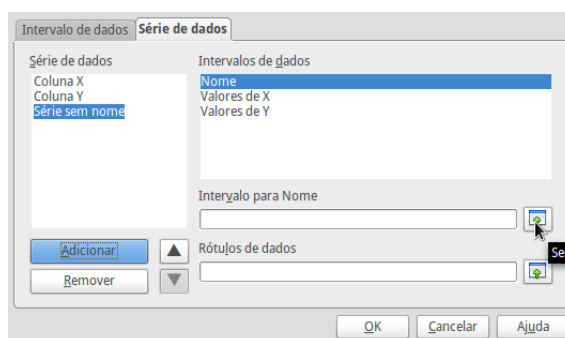 Intervalo de dados Série de dados
Série de dados
Coluna X
Coluna Y
Série sem nome
Intervalos de dados
Nome
Valores de X
Valores de Y
Intervalo para Nome
Adicionar
Rótulos de dados
Remover
OK Cancelar Ajuda